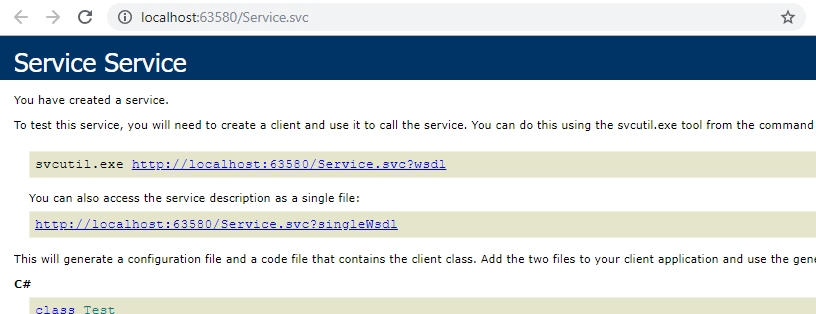 localhost:63580/Service.svc
Service Service
You have created a service.
To test this service, you will need to create a client and use it to call the service. You can do this using the svcutil.exe tool from the command
svcutil.exe http://localhost:63580/Service.svc?wsdl
You can also access the service description as a single file:
http://localhost:63580/Service.svc?singleWsdl
This will generate a configuration file and a code file that contains the client class. Add the two files to your client application and use the gene
C#
class Test